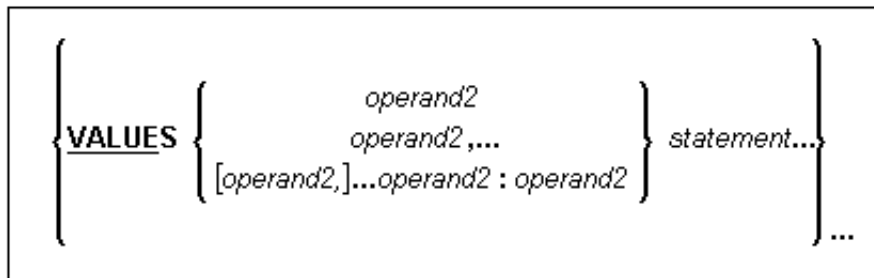 operand2
VALUES operand2 ,... statement...
[operand2,]...operand2 : operand2
...